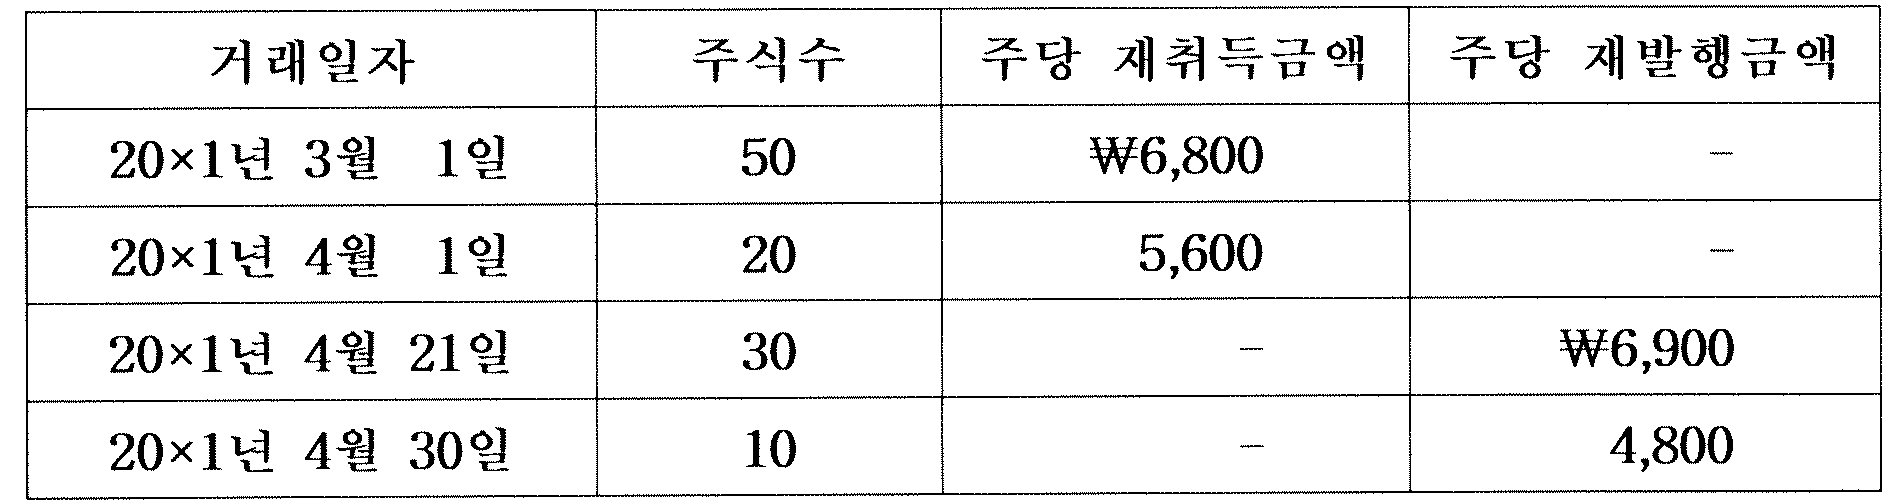 거래일자 주식수 주당 재취득금액 주당 재발행금액
20×1년 3월 1일 50 ₩6,800 –
20×1년 4월 1일 20 5,600 –
20×1년 4월 21일 30 – ₩6,900
20×1년 4월 30일 10 – 4,800